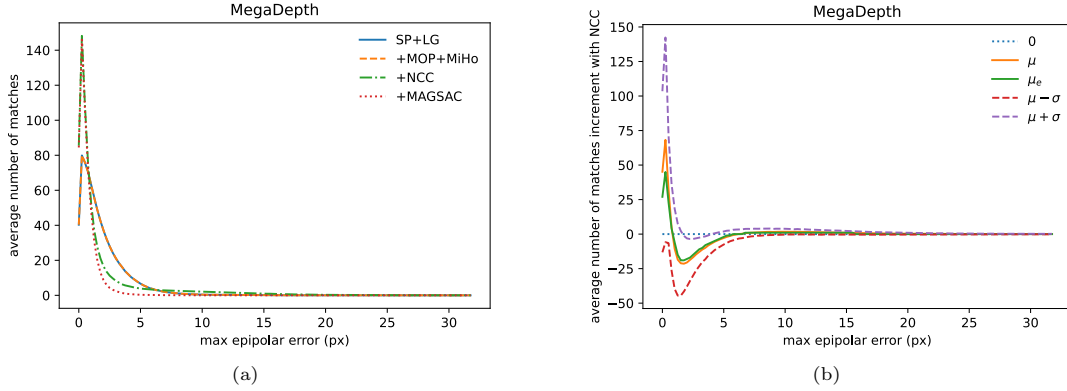 MegaDepth
average number of matches
140
120
100
80
60
40
20
0
SP+LG
+MOP+MiHo
+NCC
+MAGSAC
0 5 10 15 20 25 30
max epipolar error (px)
(a)
MegaDepth
average number of matches increment with NCC
150
125
100
75
50
25
0
−25
−50
0
μ
μₑ
μ − σ
μ + σ
0 5 10 15 20 25 30
max epipolar error (px)
(b)